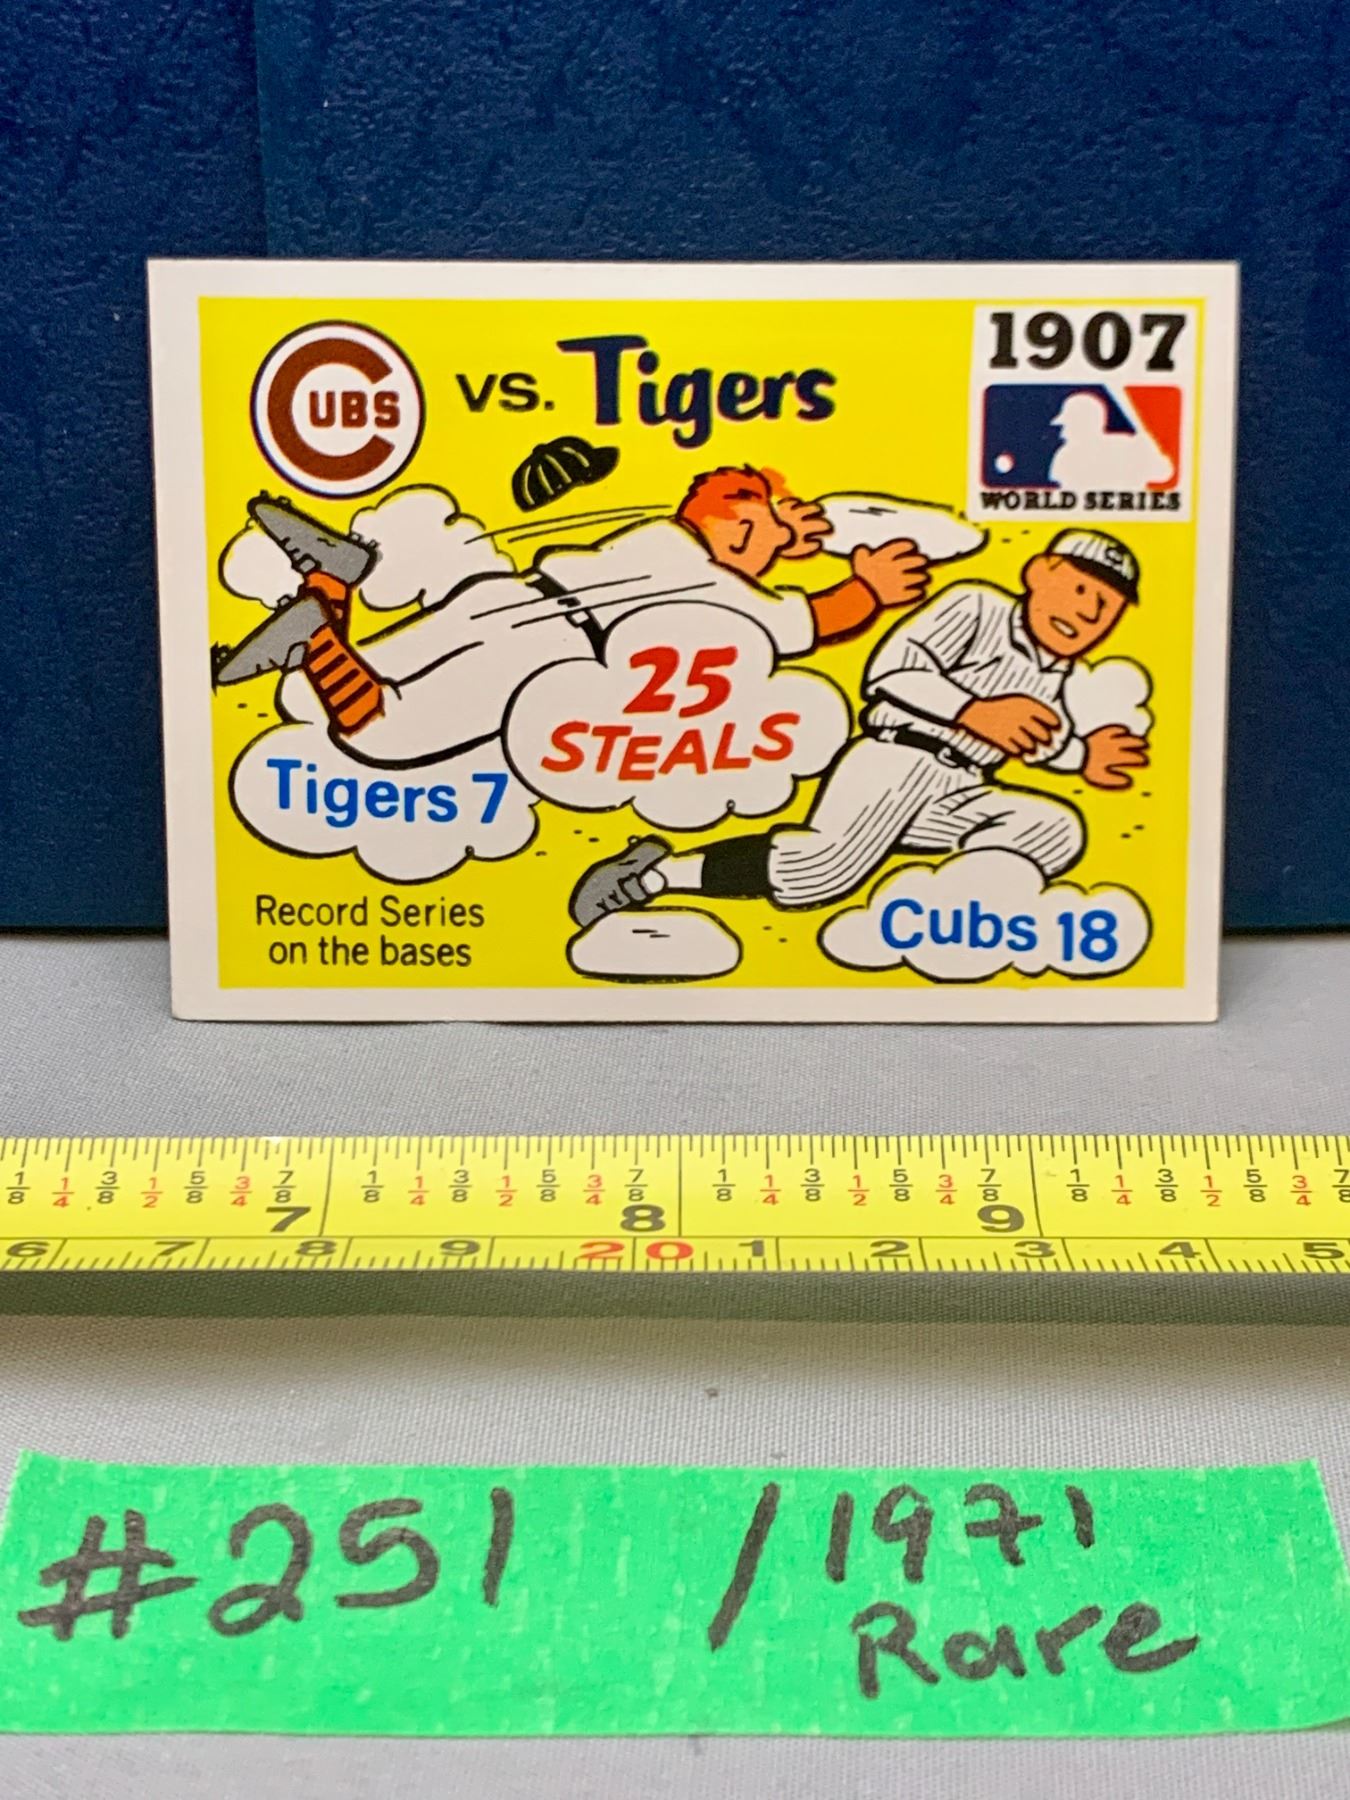 CUBS vs. Tigers
1907
WORLD SERIES
25
STEALS
Tigers 7
Record Series
on the bases
Cubs 18
1/8 1/4 3/8 1/2 5/8 3/4 7/8 1/8 1/4 3/8 1/2 5/8 3/4 7/8 1/8 1/4 3/8 1/2 5/8 3/4 7/8 1/8 1/4 3/8 1/2 5/8 3/4 7/8
7 8 9
6 7 8 9 20 1 2 3 4 5
#251 / 1971
Rare